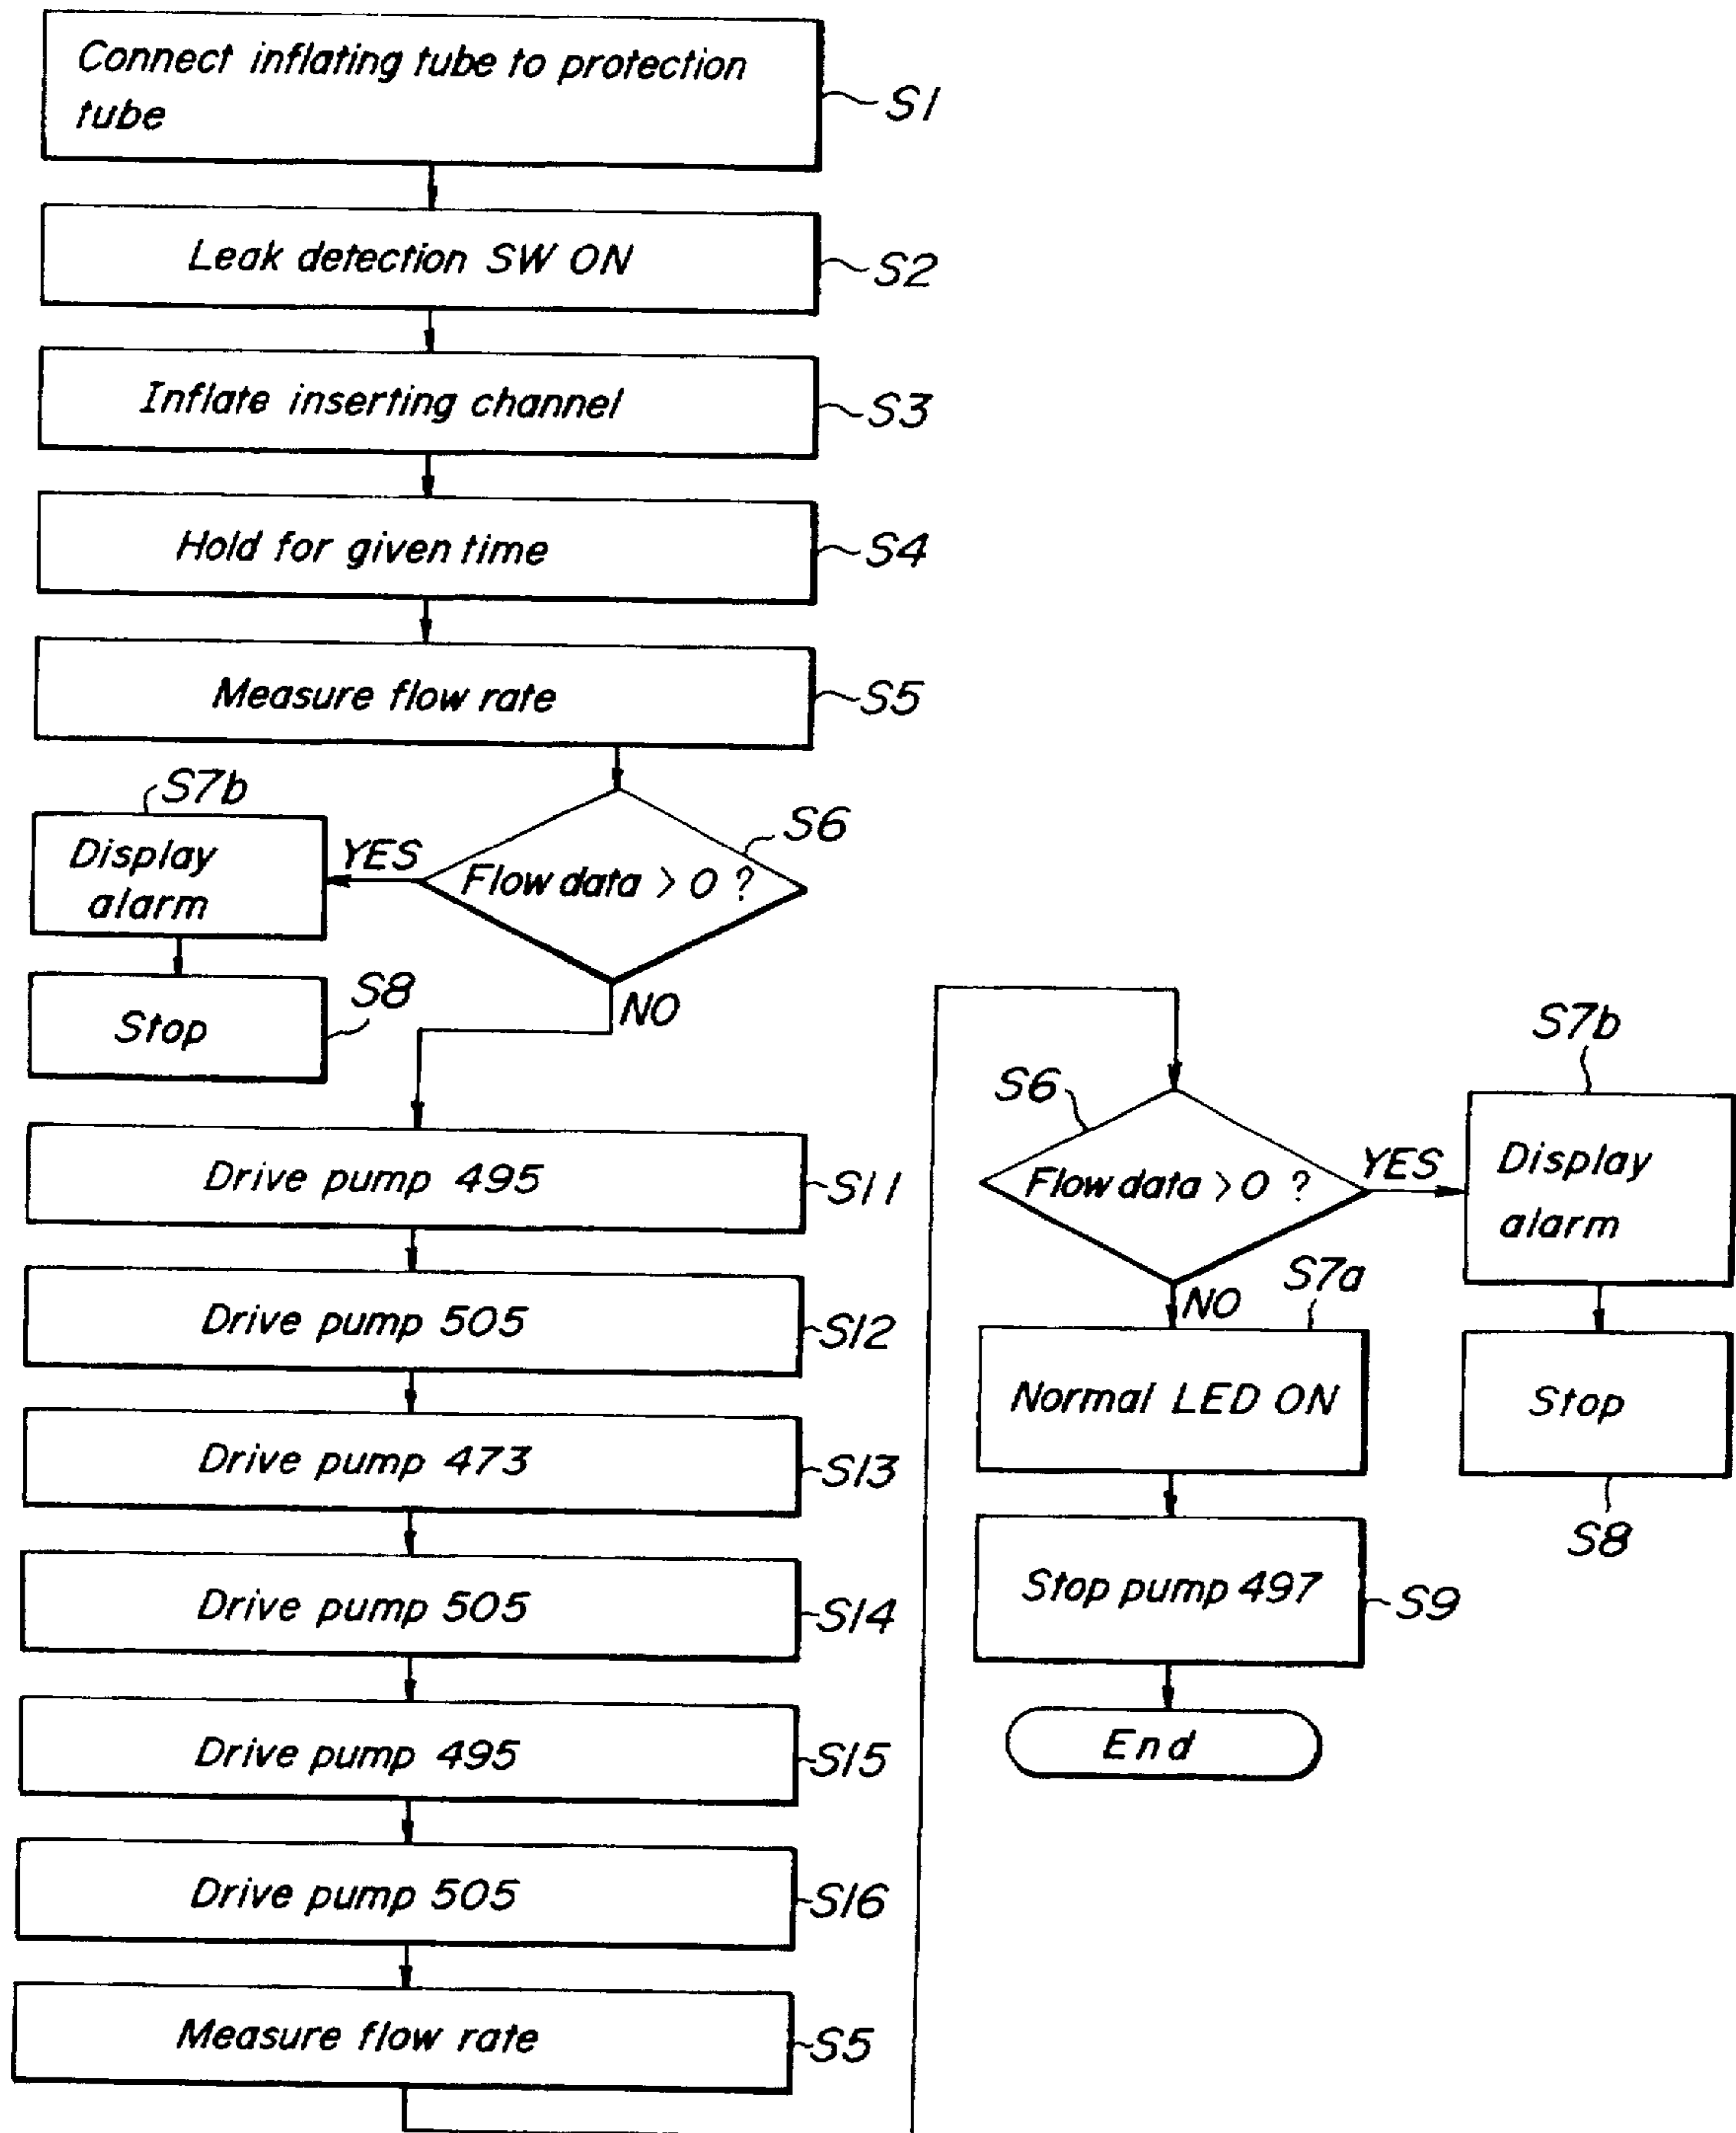 Connect inflating tube to protection
tube
S1
Leak detection SW ON
S2
Inflate inserting channel
S3
Hold for given time
S4
Measure flow rate
S5
S7b
Display
alarm
YES
Flow data > 0 ?
S6
Stop
S8
NO
Drive pump 495
S11
Drive pump 505
S12
Drive pump 473
S13
Drive pump 505
S14
Drive pump 495
S15
Drive pump 505
S16
Measure flow rate
S5
S6
Flow data > 0 ?
YES
S7b
Display
alarm
NO
S7a
Normal LED ON
Stop
S8
Stop pump 497
S9
End